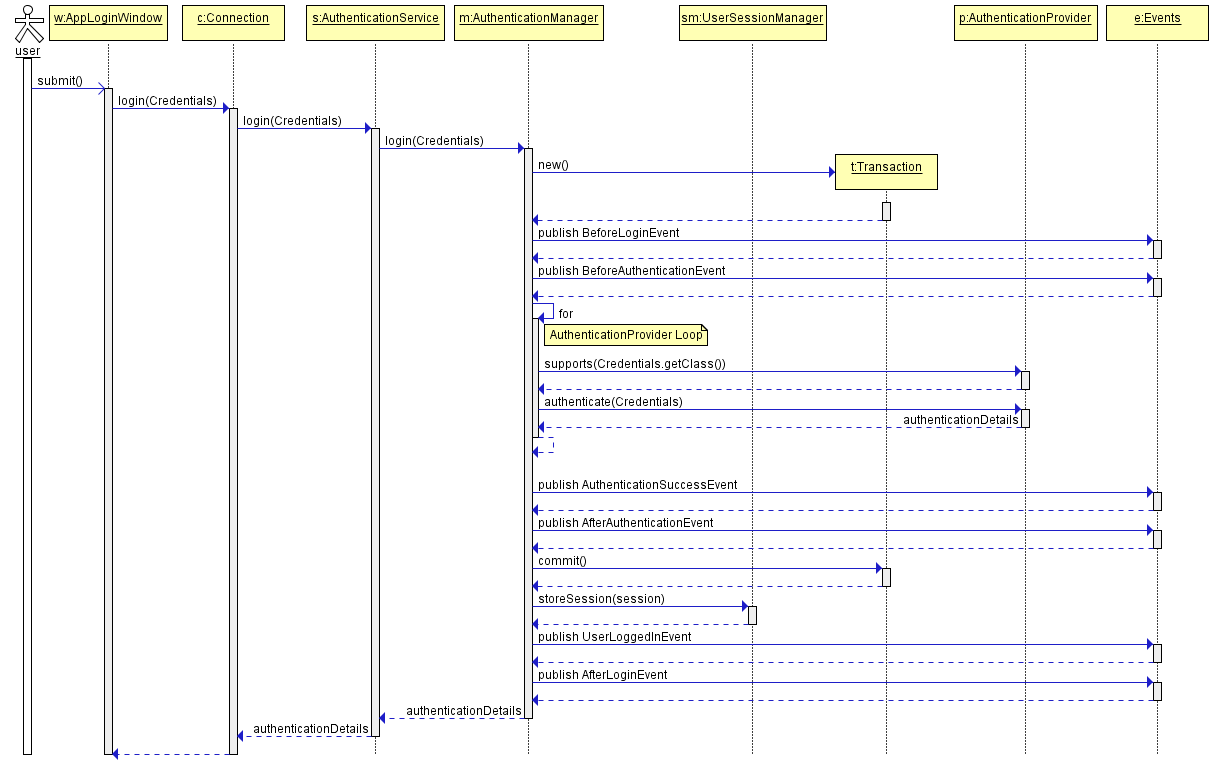 w:AppLoginWindow
c:Connection
s:AuthenticationService
m:AuthenticationManager
sm:UserSessionManager
p:AuthenticationProvider
e:Events
user
submit()
login(Credentials)
login(Credentials)
login(Credentials)
new()
t:Transaction
publish BeforeLoginEvent
publish BeforeAuthenticationEvent
for
AuthenticationProvider Loop
supports(Credentials.getClass())
authenticate(Credentials)
authenticationDetails
publish AuthenticationSuccessEvent
publish AfterAuthenticationEvent
commit()
storeSession(session)
publish UserLoggedInEvent
publish AfterLoginEvent
authenticationDetails
authenticationDetails